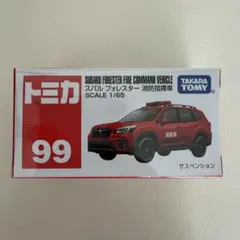 トミカ
99
SUBARU FORESTER FIRE COMMAND VEHICLE
スバル フォレスター 消防指揮車
SCALE 1/65
TAKARA
TOMY
サスペンション